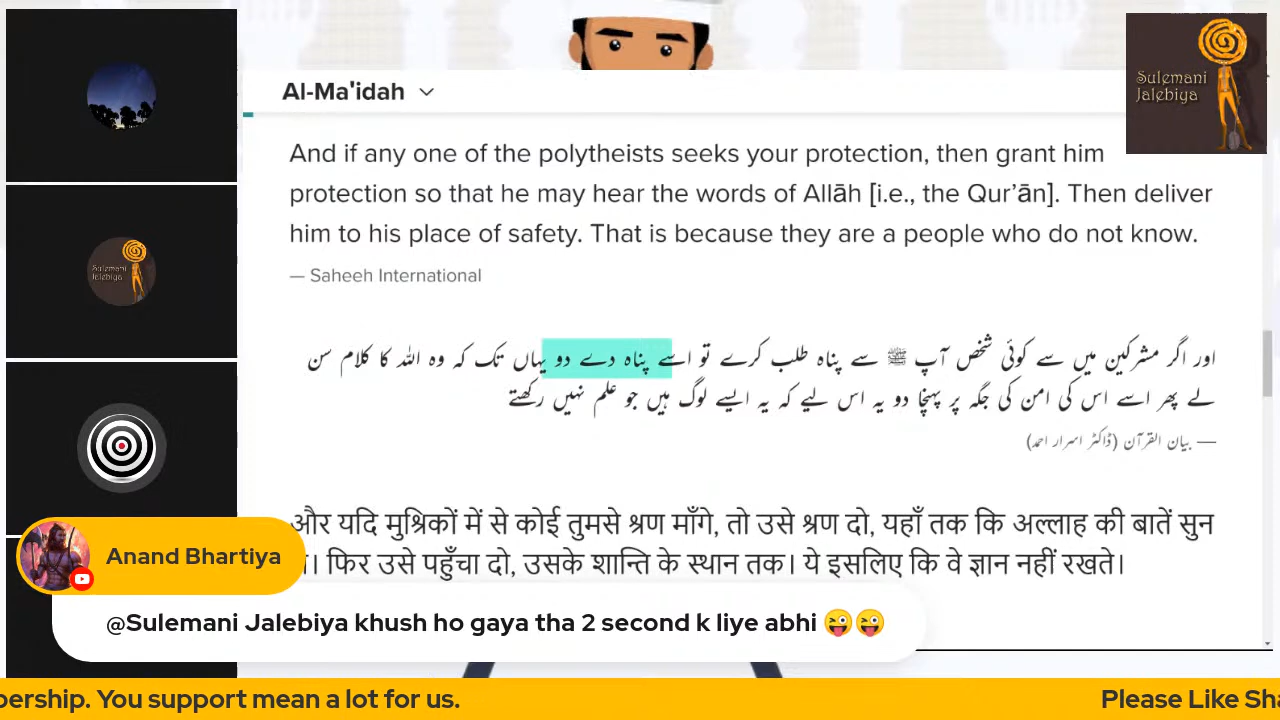 Sulemani
Jalebiya
Al-Ma'idah
And if any one of the polytheists seeks your protection, then grant him
protection so that he may hear the words of Allāh [i.e., the Qur’ān]. Then deliver
him to his place of safety. That is because they are a people who do not know.
— Saheeh International
Sulemani
Jalebiya
اور اگر مشرکین میں سے کوئی شخص آپ ﷺ سے پناہ طلب کرے تو اسے پناہ دے دو یہاں تک کہ وہ اللہ کا کلام سن
لے پھر اسے اس کی امن کی جگہ پر پہنچا دو یہ اس لیے کہ یہ ایسے لوگ ہیں جو علم نہیں رکھتے
— بیان القرآن (ڈاکٹر اسرار احمد)
और यदि मुश्रिकों में से कोई तुमसे श्रण माँगे, तो उसे श्रण दो, यहाँ तक कि अल्लाह की बातें सुन
। फिर उसे पहुँचा दो, उसके शान्ति के स्थान तक। ये इसलिए कि वे ज्ञान नहीं रखते।
Anand Bhartiya
@Sulemani Jalebiya khush ho gaya tha 2 second k liye abhi 😜😜
pership. You support mean a lot for us.
Please Like Sha